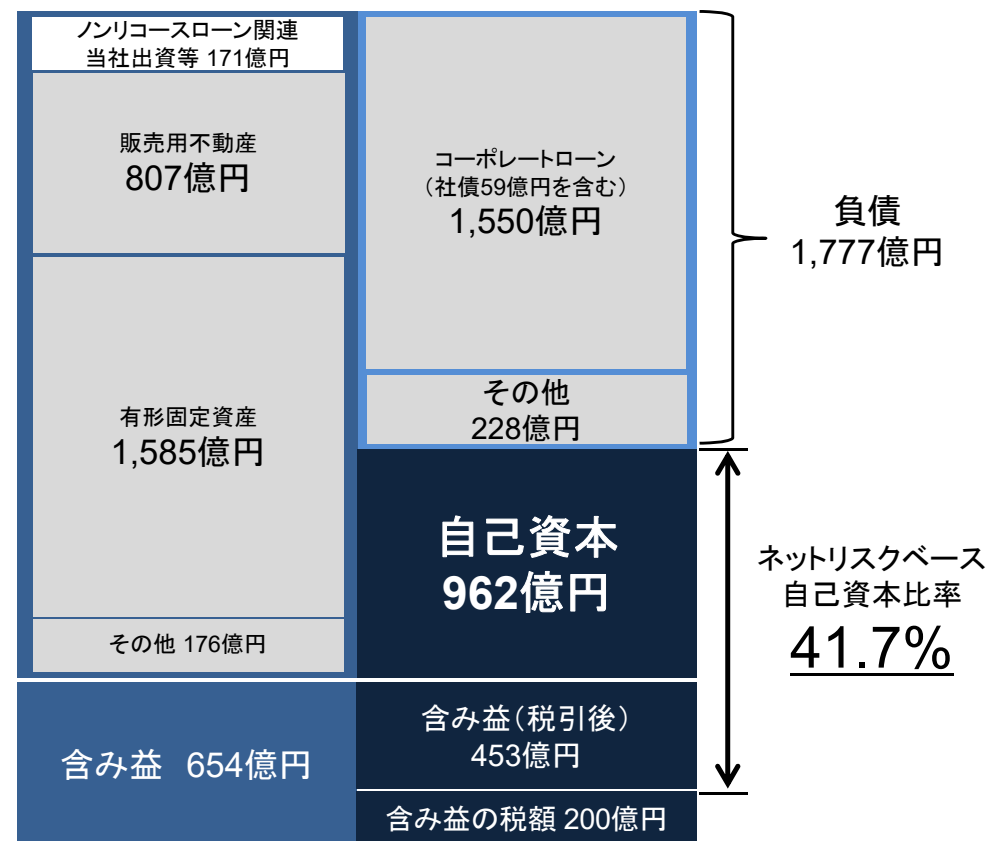 ノンリコースローン関連
当社出資等 171億円
販売用不動産
807億円
有形固定資産
1,585億円
その他 176億円
含み益　654億円
コーポレートローン
（社債59億円を含む）
1,550億円
その他
228億円
自己資本
962億円
含み益（税引後）
453億円
含み益の税額 200億円
負債
1,777億円
ネットリスクベース
自己資本比率
41.7%